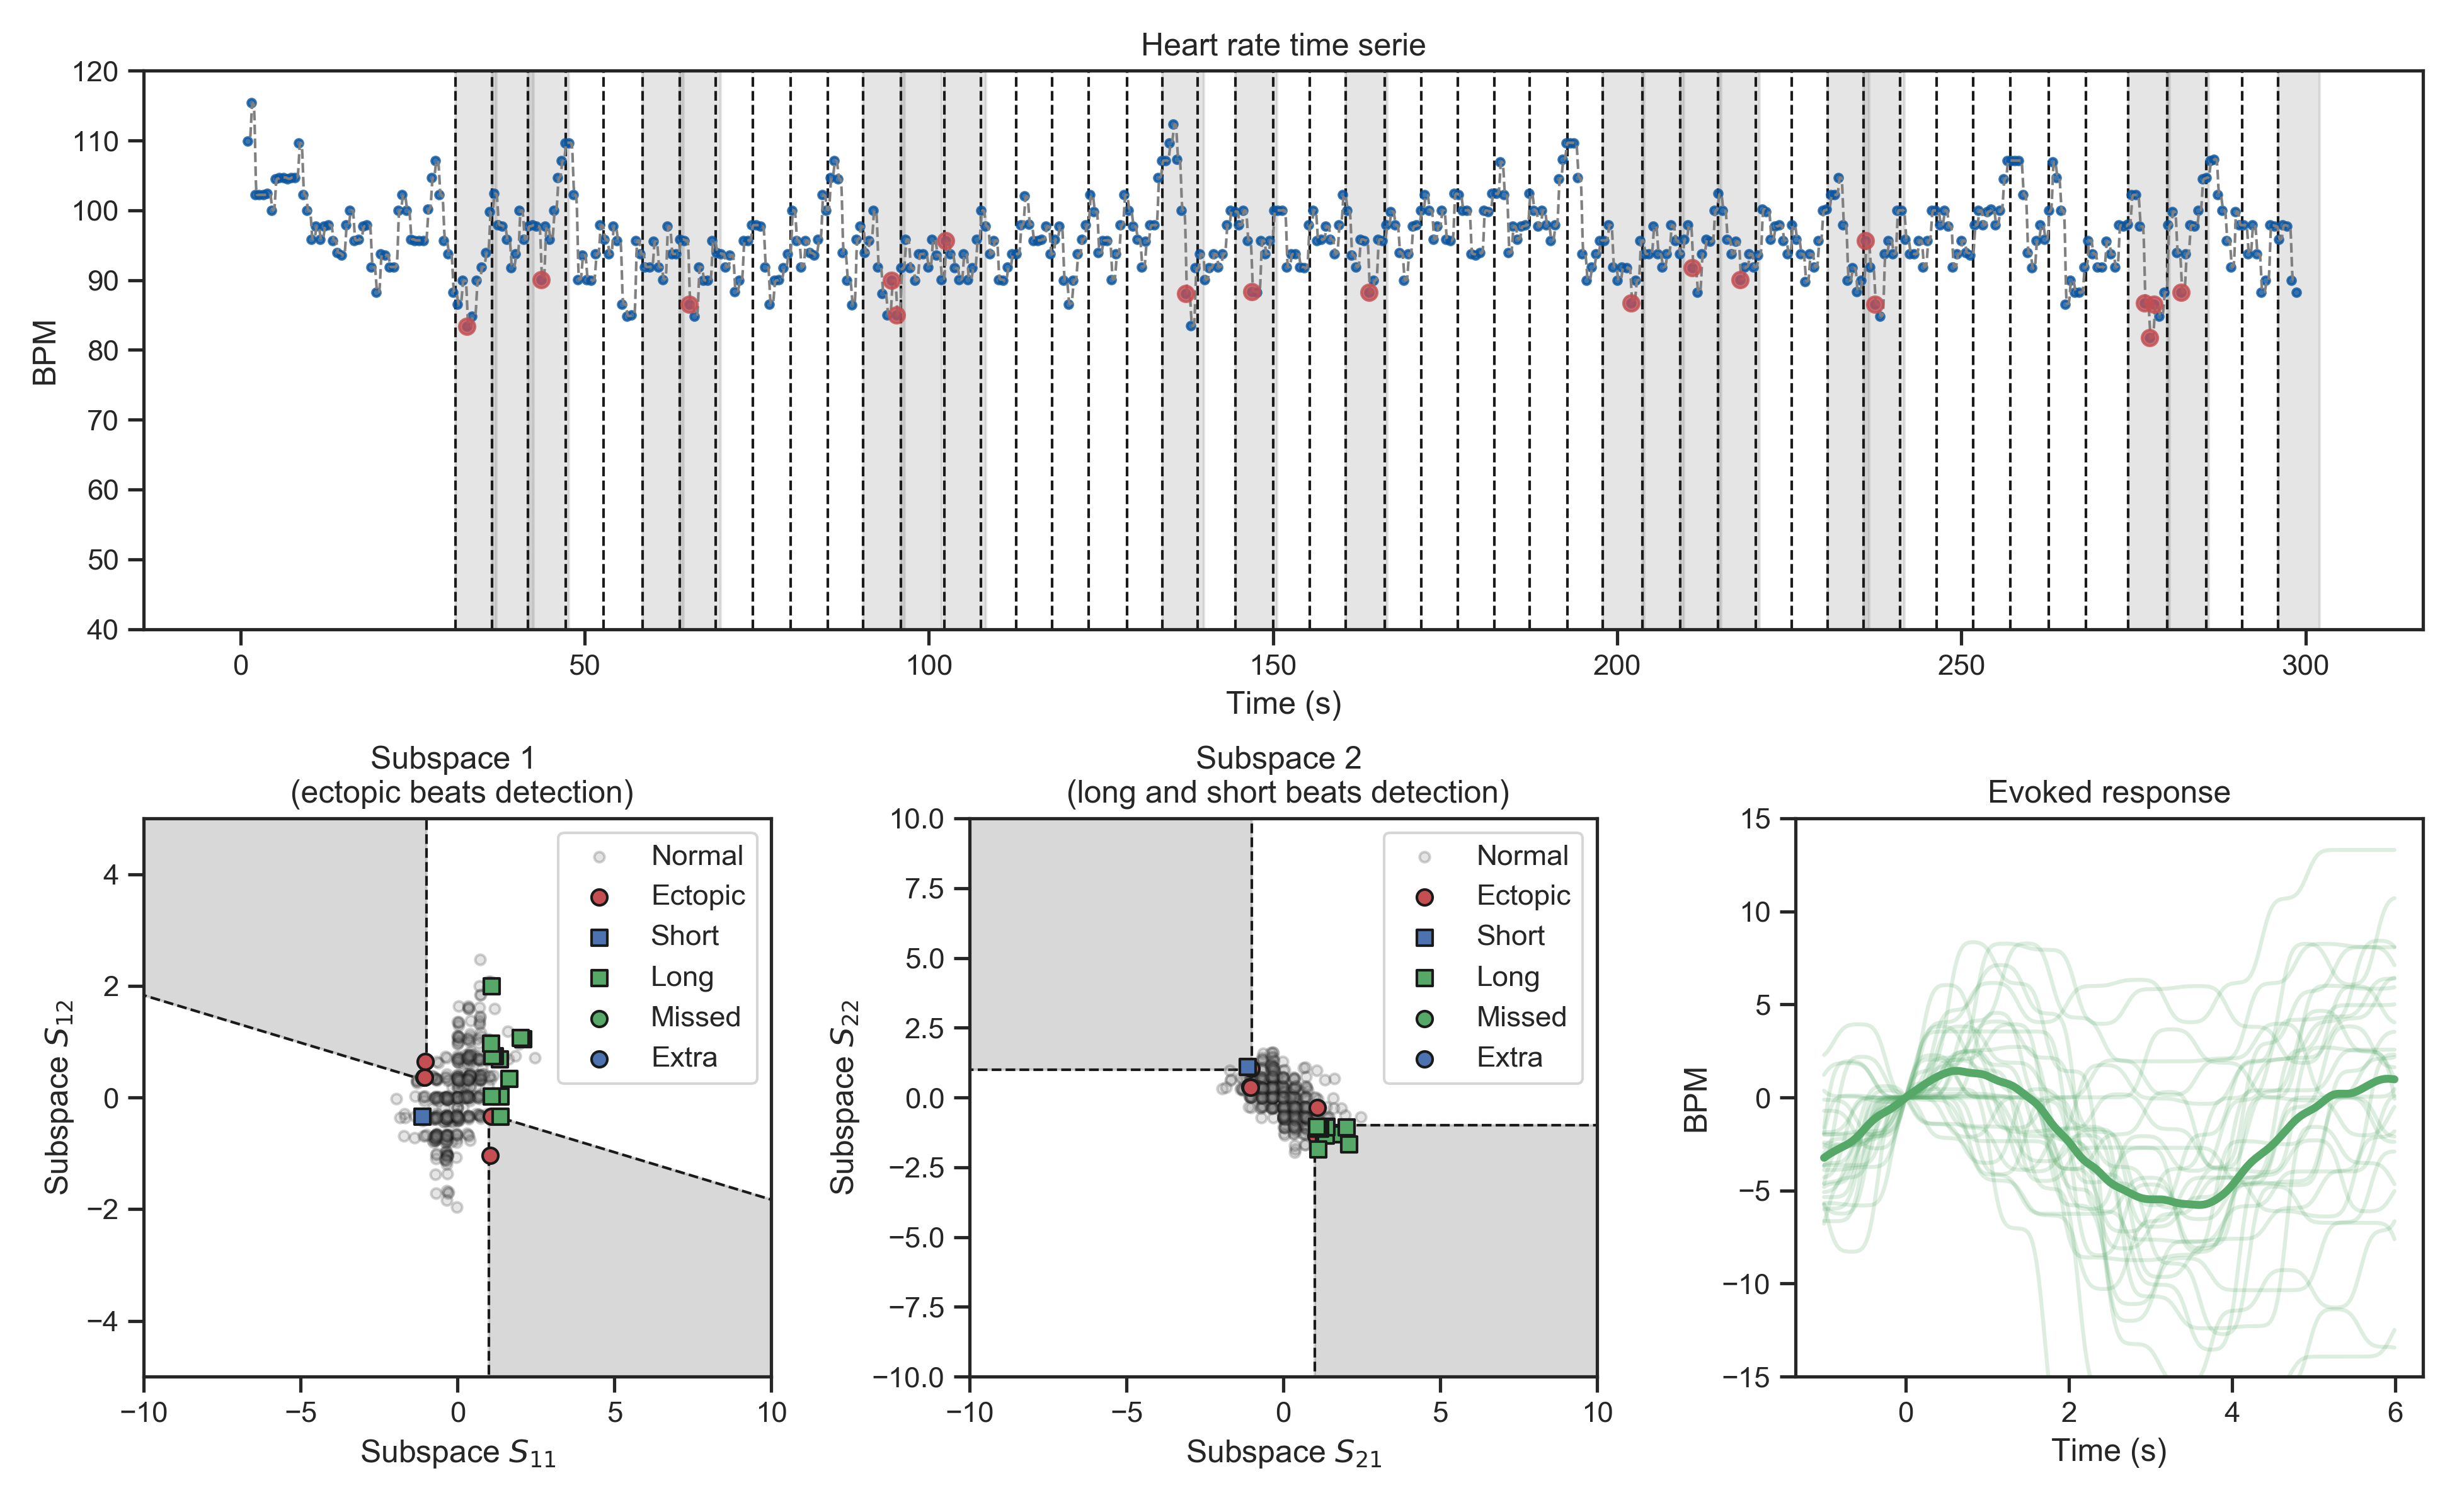 Heart rate time serie
120
110
100
90
80
70
60
50
40
BPM
0
50
100
150
200
250
300
Time (s)
Subspace 1
(ectopic beats detection)
4
2
0
−2
−4
Subspace S12
Normal
Ectopic
Short
Long
Missed
Extra
−10
−5
0
5
10
Subspace S11
Subspace 2
(long and short beats detection)
10.0
7.5
5.0
2.5
0.0
−2.5
−5.0
−7.5
−10.0
Subspace S22
Normal
Ectopic
Short
Long
Missed
Extra
−10
−5
0
5
10
Subspace S21
Evoked response
15
10
5
0
−5
−10
−15
BPM
0
2
4
6
Time (s)